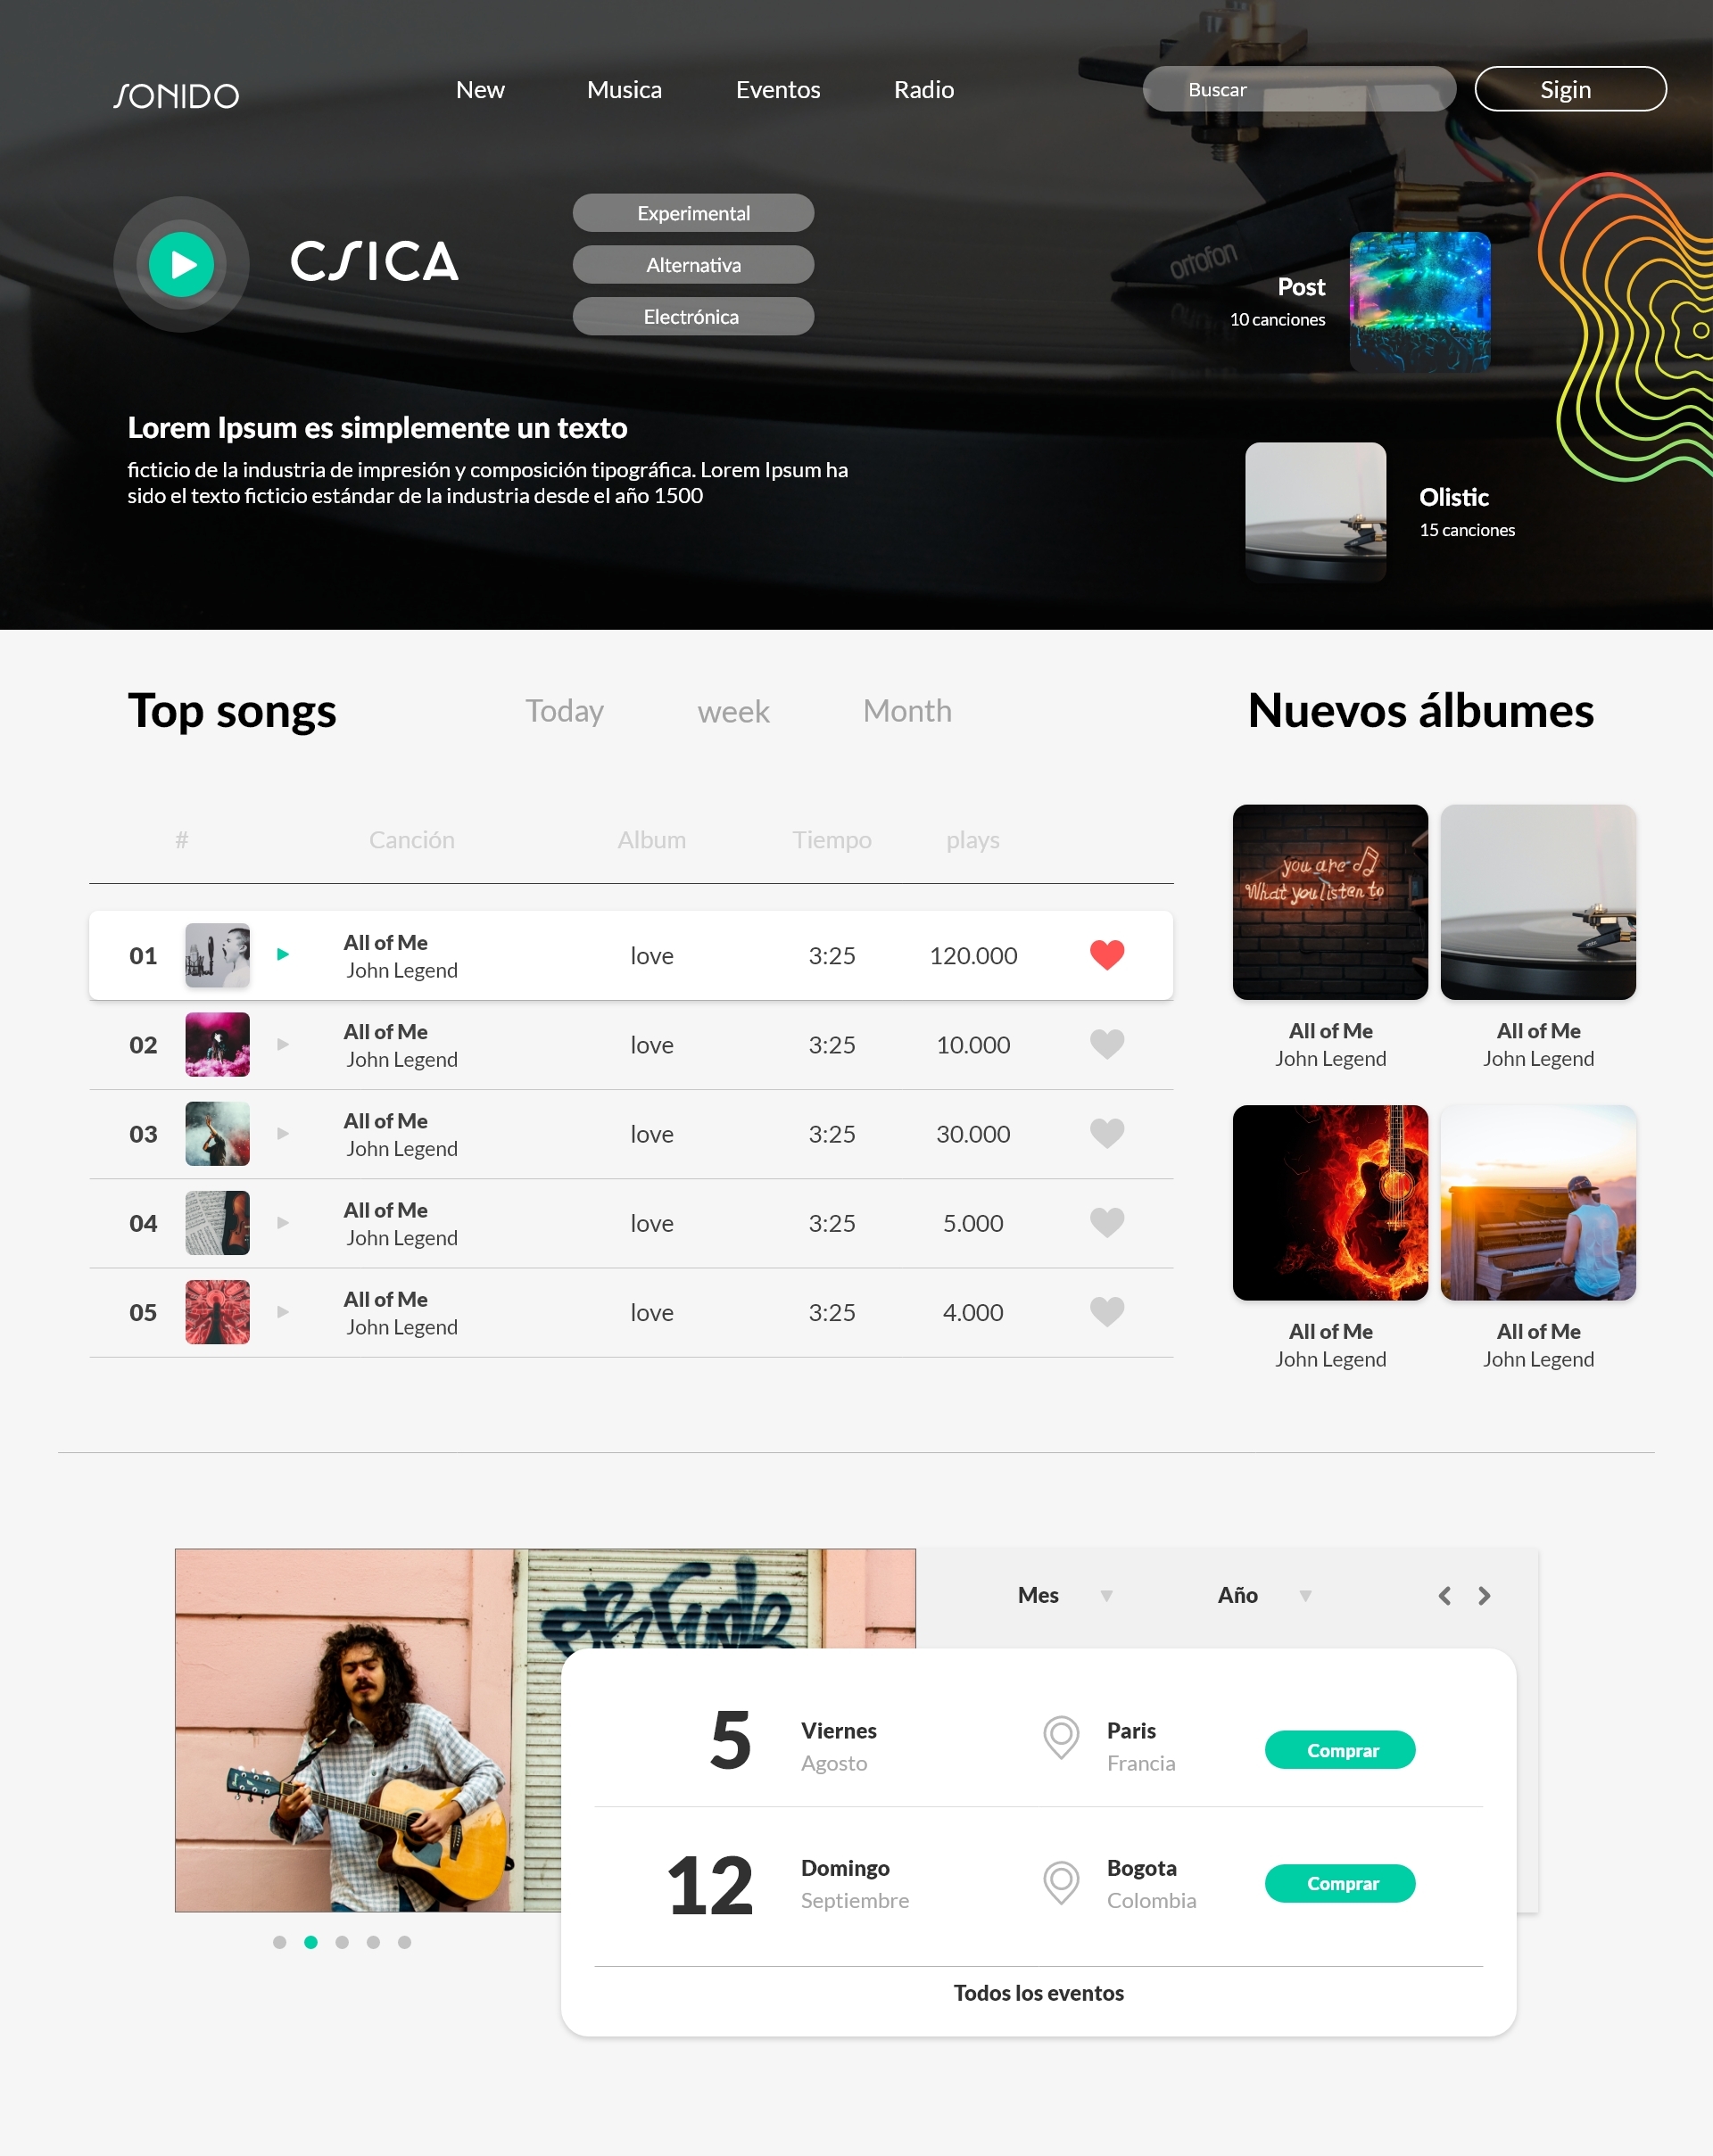 SONIDO
New
Musica
Eventos
Radio
Buscar
Sigin
CSICA
Experimental
Alternativa
Electrónica
ortofon
Post
10 canciones
Lorem Ipsum es simplemente un texto
ficticio de la industria de impresión y composición tipográfica. Lorem Ipsum ha
sido el texto ficticio estándar de la industria desde el año 1500
Olistic
15 canciones
Top songs
Today
week
Month
# Canción Album Tiempo plays
01 All of Me love 3:25 120.000
John Legend
02 All of Me love 3:25 10.000
John Legend
03 All of Me love 3:25 30.000
John Legend
04 All of Me love 3:25 5.000
John Legend
05 All of Me love 3:25 4.000
John Legend
Nuevos álbumes
you are
What you listen to
All of Me
John Legend
All of Me
John Legend
All of Me
John Legend
All of Me
John Legend
Mes
Año
5 Viernes Paris Comprar
Agosto Francia
12 Domingo Bogota Comprar
Septiembre Colombia
Todos los eventos